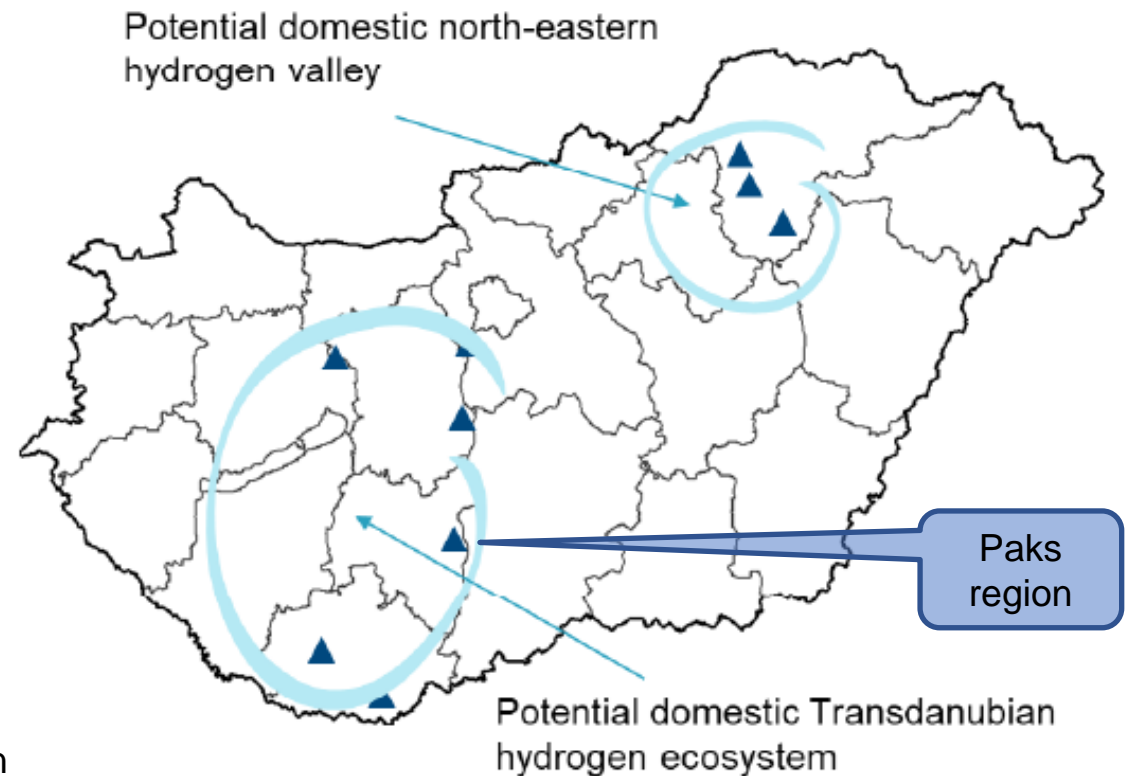 Potential domestic north-eastern
hydrogen valley
Paks
region
Potential domestic Transdanubian
hydrogen ecosystem